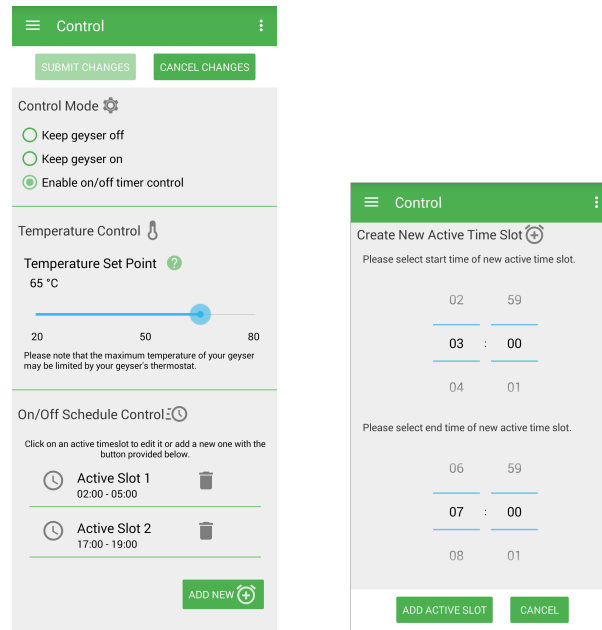 Control
SUBMIT CHANGES
CANCEL CHANGES
Control Mode
Keep geyser off
Keep geyser on
Enable on/off timer control
Temperature Control
Temperature Set Point ?
65 °C
20 50 80
Please note that the maximum temperature of your geyser
may be limited by your geyser's thermostat.
On/Off Schedule Control
Click on an active timeslot to edit it or add a new one with the
button provided below.
Active Slot 1
02:00 - 05:00
Active Slot 2
17:00 - 19:00
ADD NEW
Control
Create New Active Time Slot
Please select start time of new active time slot.
02 59
03 : 00
04 01
Please select end time of new active time slot.
06 59
07 : 00
08 01
ADD ACTIVE SLOT
CANCEL